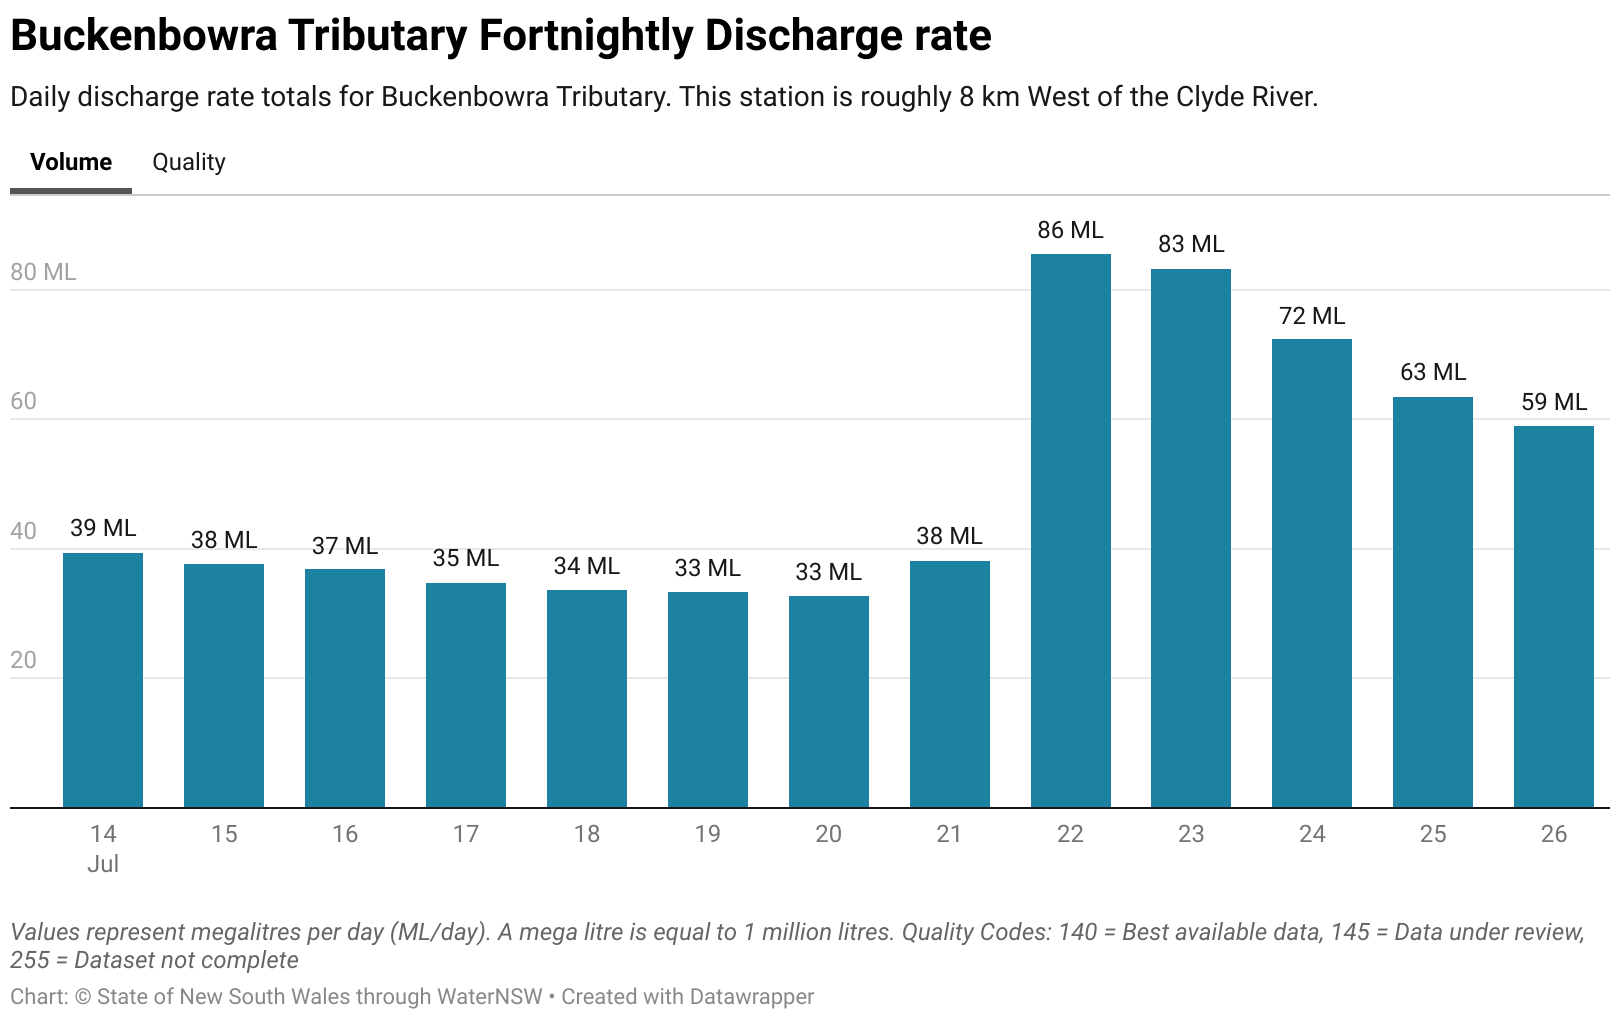 Buckenbowra Tributary Fortnightly Discharge rate
Daily discharge rate totals for Buckenbowra Tributary. This station is roughly 8 km West of the Clyde River.
Volume Quality
80 ML
60
40
20
39 ML
38 ML
37 ML
35 ML
34 ML
33 ML
33 ML
38 ML
86 ML
83 ML
72 ML
63 ML
59 ML
14 15 16 17 18 19 20 21 22 23 24 25 26
Jul
Values represent megalitres per day (ML/day). A mega litre is equal to 1 million litres. Quality Codes: 140 = Best available data, 145 = Data under review,
255 = Dataset not complete
Chart: © State of New South Wales through WaterNSW • Created with Datawrapper